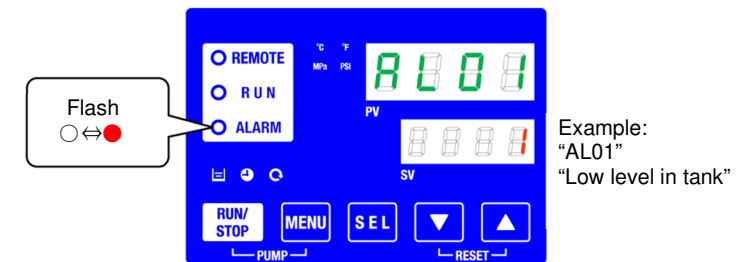 Flash
○⇔●
REMOTE
RUN
ALARM
°C °F
MPa PSI
AL01
PV
1
SV
RUN/
STOP
MENU
SEL
▼
▲
PUMP
RESET
Example:
“AL01”
“Low level in tank”